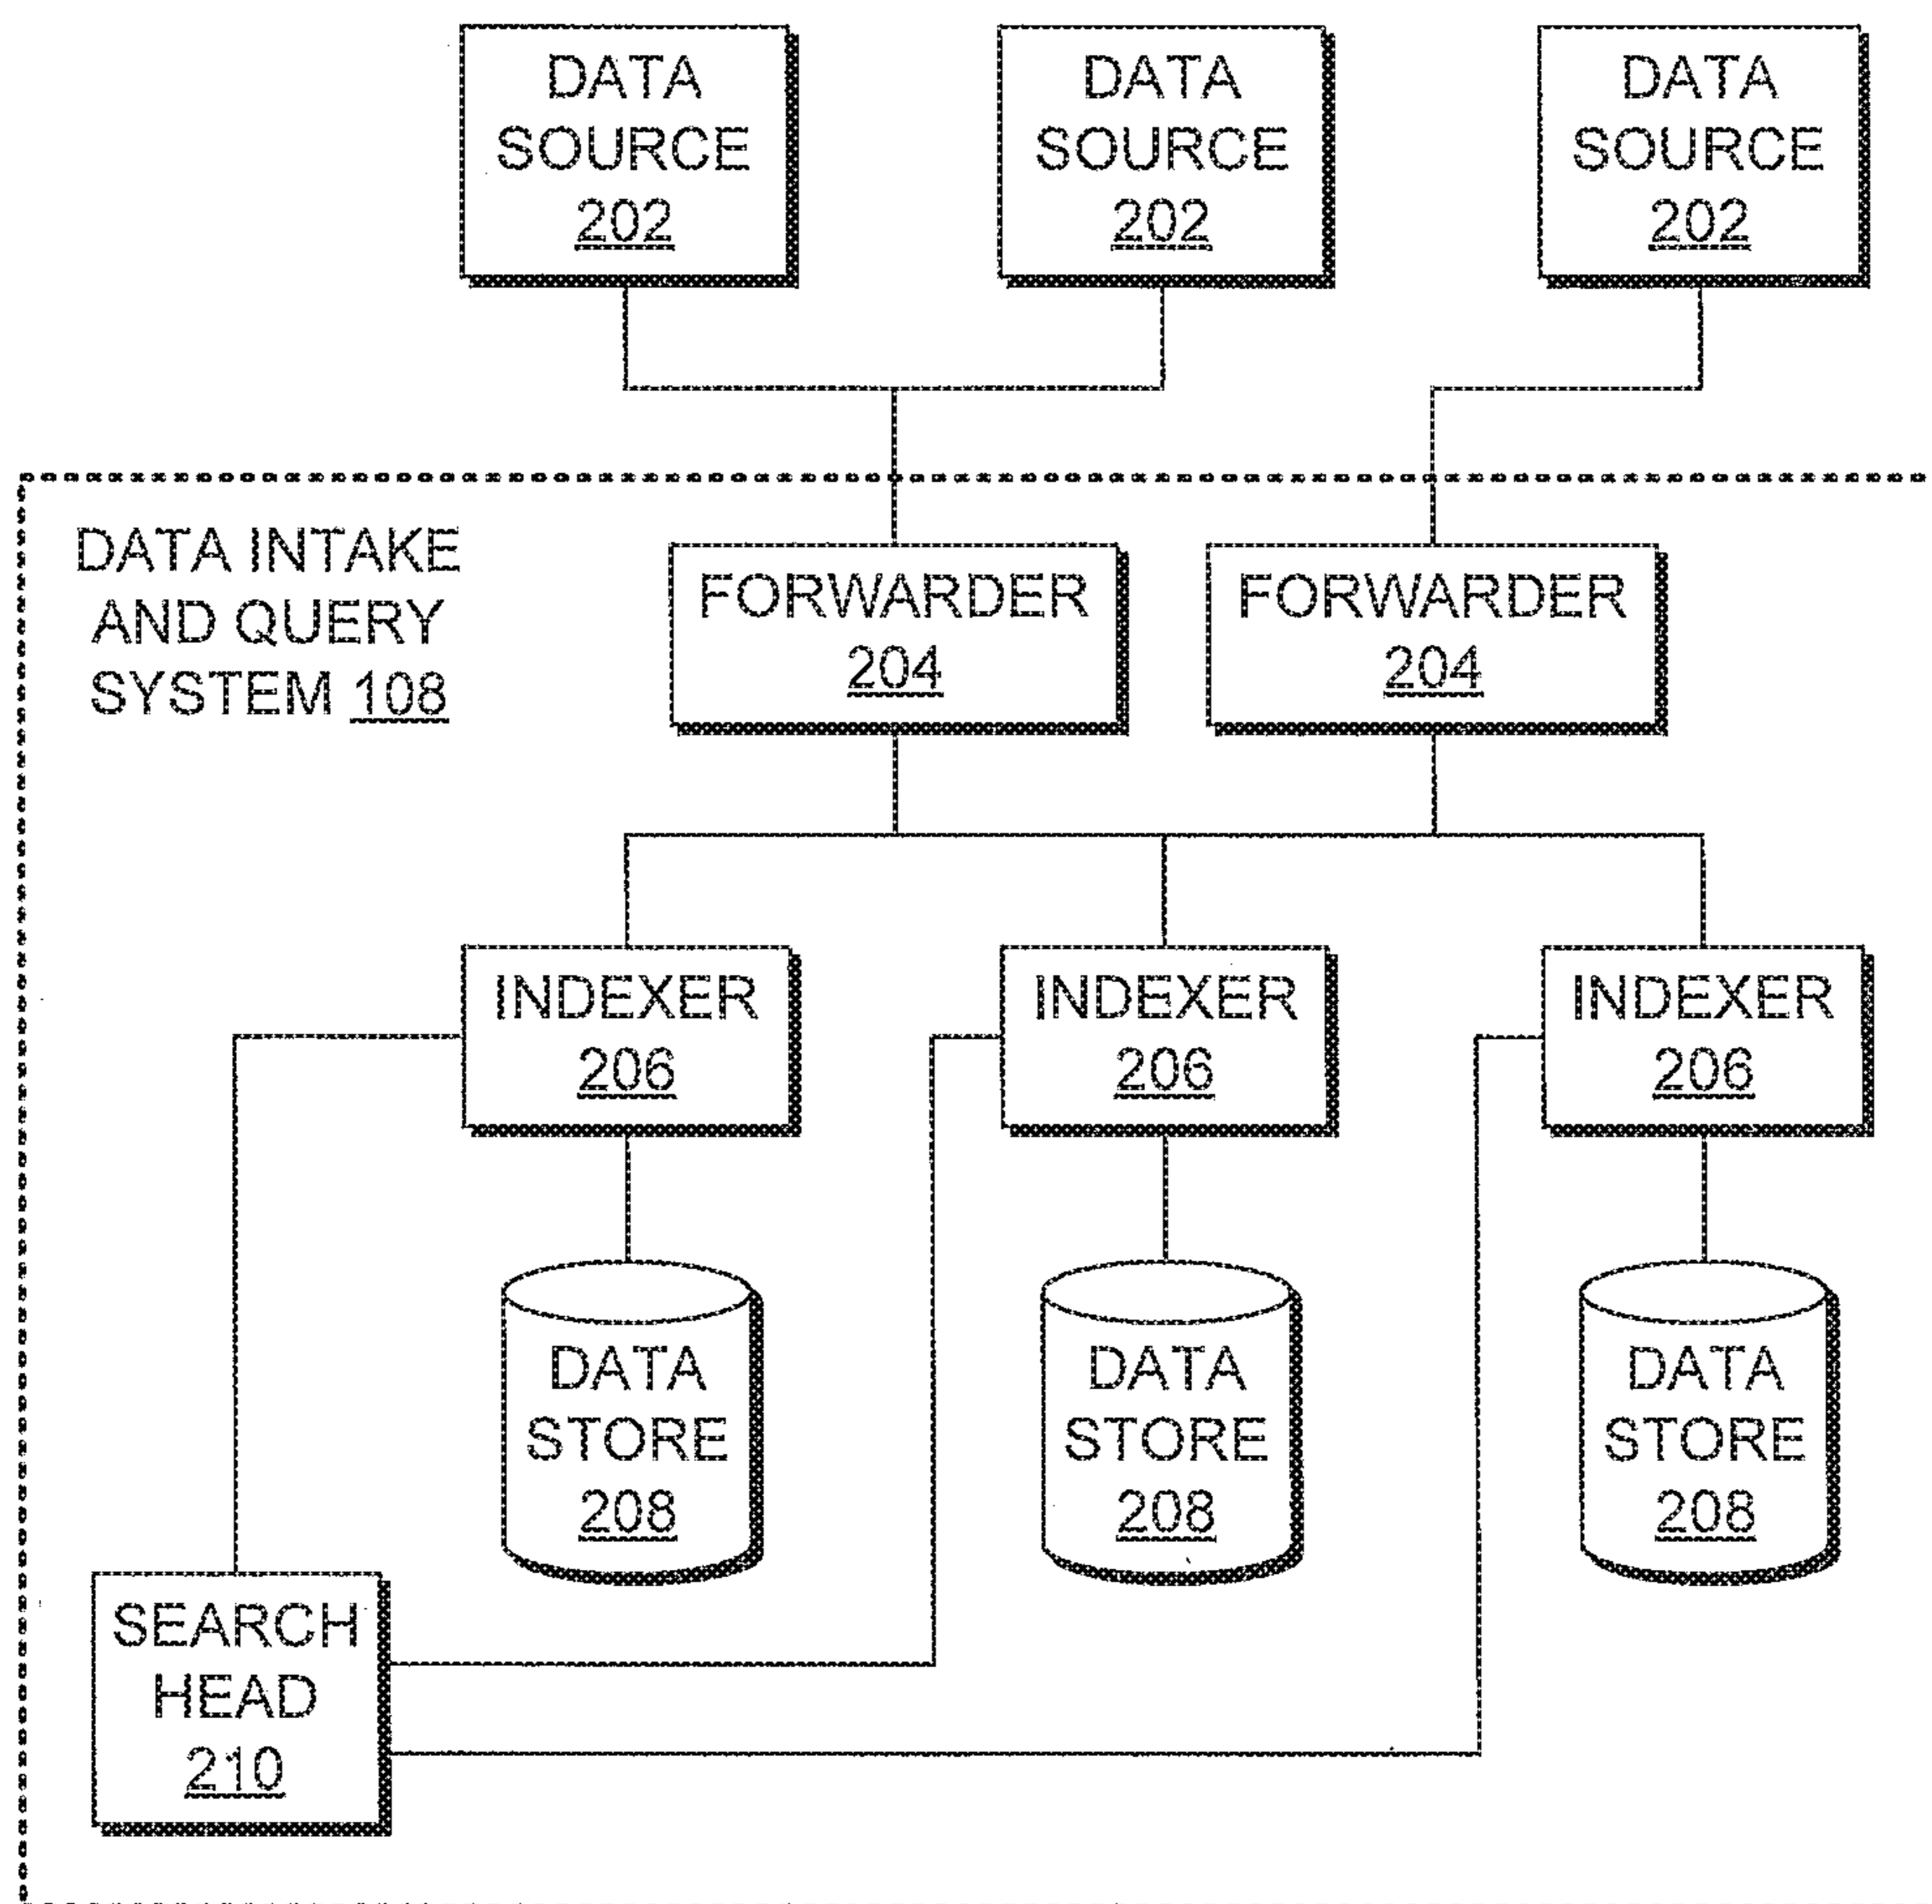 DATA
SOURCE
202
DATA
SOURCE
202
DATA
SOURCE
202
DATA INTAKE
AND QUERY
SYSTEM 108
FORWARDER
204
FORWARDER
204
INDEXER
206
INDEXER
206
INDEXER
206
DATA
STORE
208
DATA
STORE
208
DATA
STORE
208
SEARCH
HEAD
210